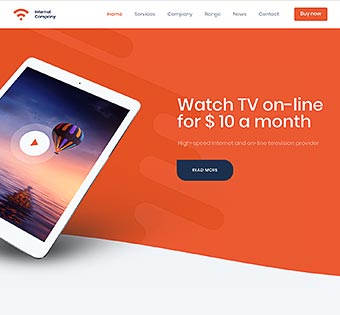 Internet
Company
Home Services Company Range News Contact Buy now
Watch TV on-line
for $ 10 a month
High-speed Internet and on-line television provider
READ MORE